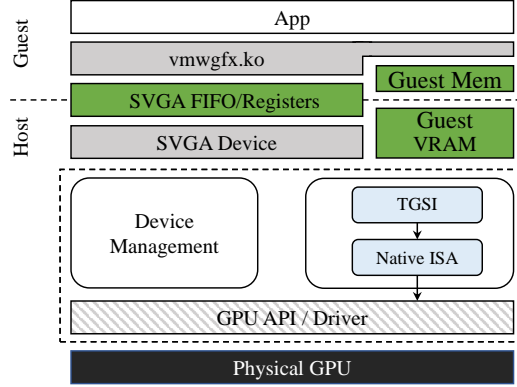 App
Guest
vmwgfx.ko
Guest Mem
SVGA FIFO/Registers
Host
Guest
VRAM
SVGA Device
Device
Management
TGSI
Native ISA
GPU API / Driver
Physical GPU